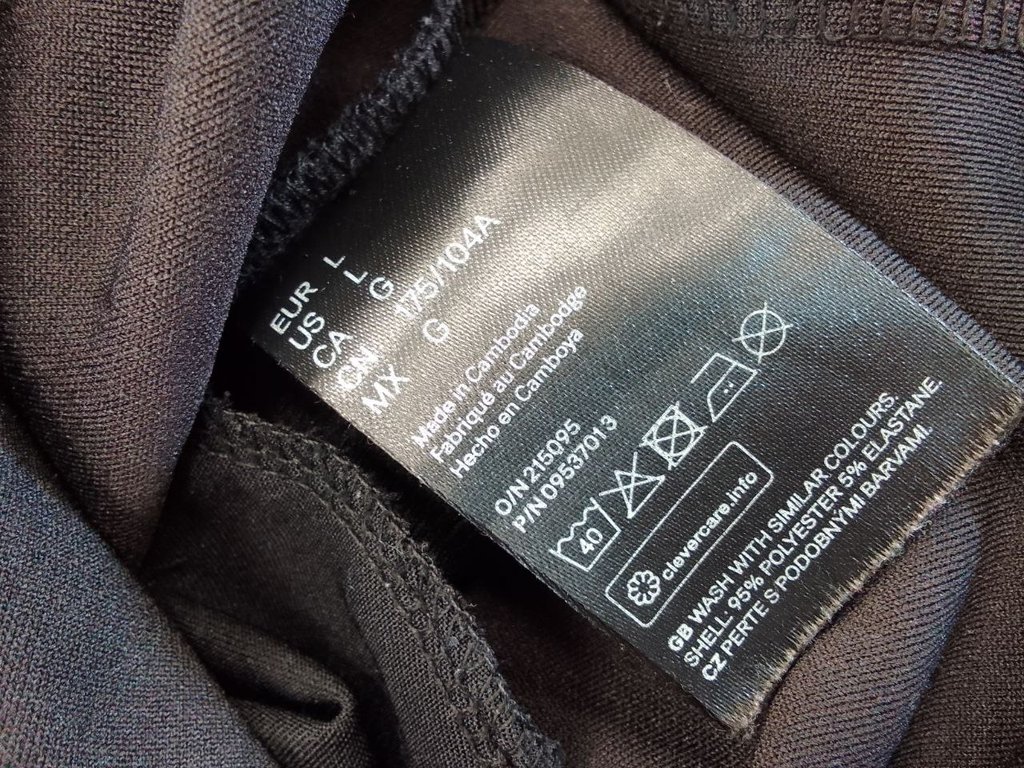 EUR L
US L
CA G
CN 175/104A
MX G
Made in Cambodia
Fabriqué au Cambodge
Hecho en Camboya
O/N 215095
P/N 09537013
40
clevercare.info
GB WASH WITH SIMILAR COLOURS.
SHELL: 95% POLYESTER 5% ELASTANE.
CZ PERTE S PODOBNÝMI BARVAMI.